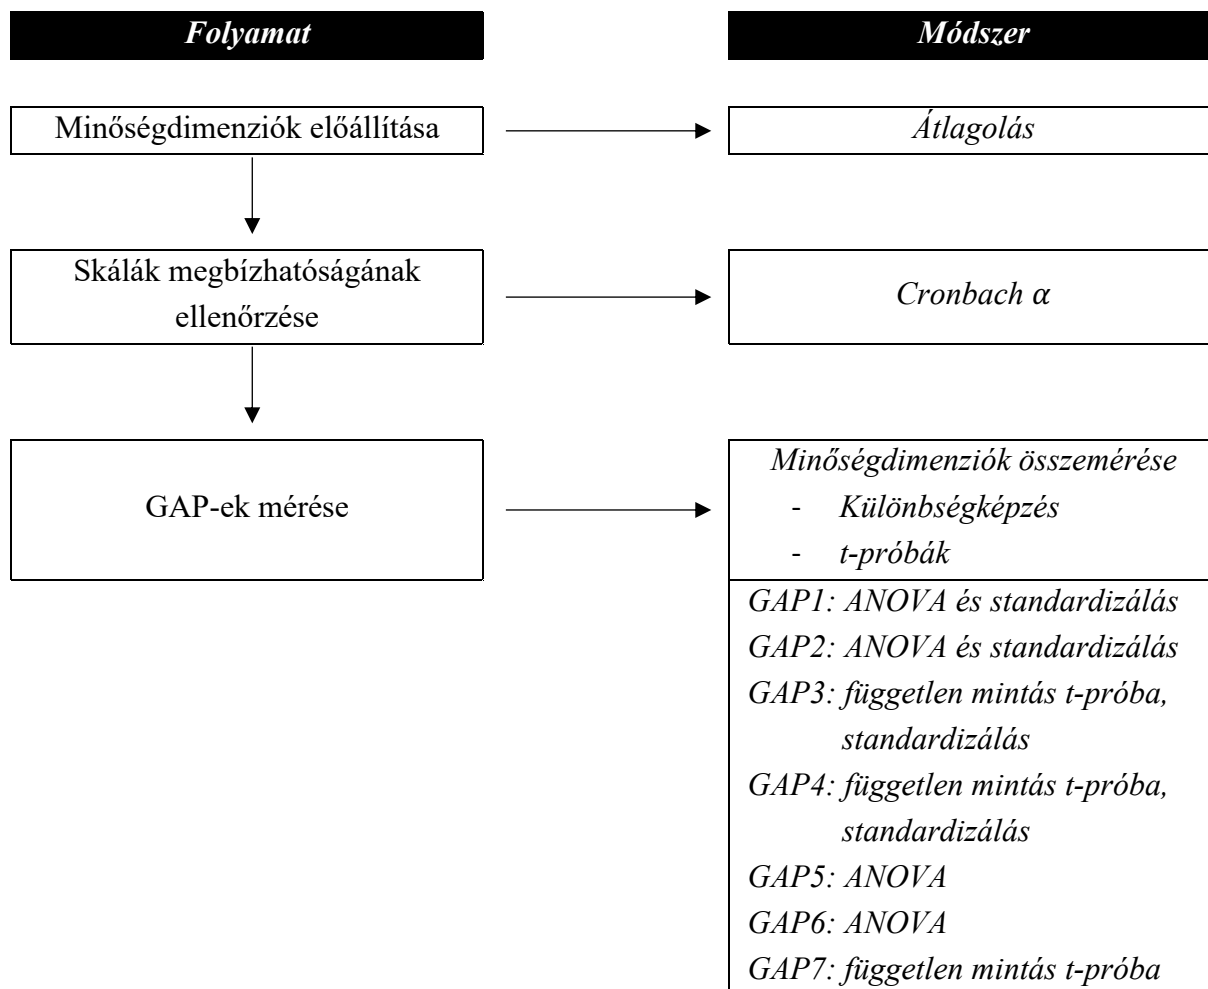 Folyamat
Módszer
Minőségdimenziók előállítása
Átlagolás
Skálák megbízhatóságának
ellenőrzése
Cronbach α
GAP-ek mérése
Minőségdimenziók összemérése
- Különbségképzés
- t-próbák
GAP1: ANOVA és standardizálás
GAP2: ANOVA és standardizálás
GAP3: független mintás t-próba,
standardizálás
GAP4: független mintás t-próba,
standardizálás
GAP5: ANOVA
GAP6: ANOVA
GAP7: független mintás t-próba